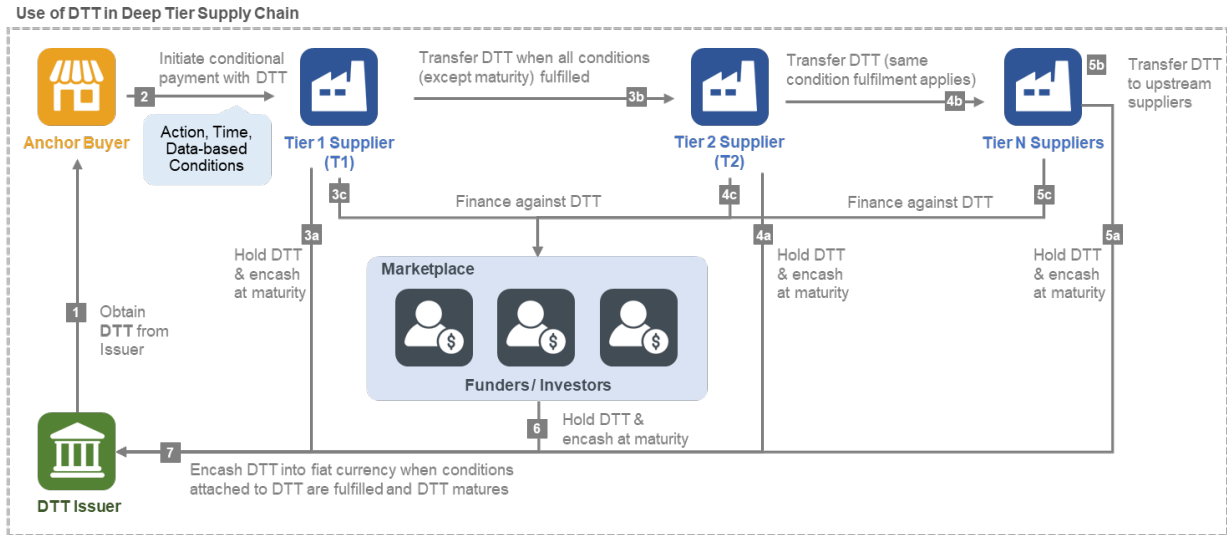 Use of DTT in Deep Tier Supply Chain
Initiate conditional
payment with DTT
2
Action, Time,
Data-based
Conditions
Anchor Buyer
Tier 1 Supplier
(T1)
Transfer DTT when all conditions
(except maturity) fulfilled
3b
Tier 2 Supplier
(T2)
Transfer DTT (same
condition fulfilment applies)
4b
Tier N Suppliers
5b
Transfer DTT
to upstream
suppliers
3c
Finance against DTT
4c
Finance against DTT
5c
3a
Hold DTT
& encash
at maturity
4a
Hold DTT
& encash
at maturity
5a
Hold DTT
& encash
at maturity
Marketplace
$
$
$
Funders / Investors
1
Obtain
DTT from
Issuer
6
Hold DTT &
encash at maturity
7
Encash DTT into fiat currency when conditions
attached to DTT are fulfilled and DTT matures
DTT Issuer